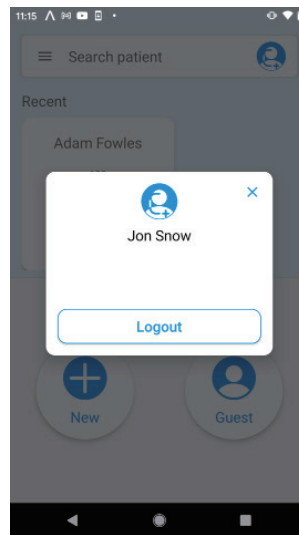 11:15
Search patient
Recent
Adam Fowles
Jon Snow
Logout
New
Guest